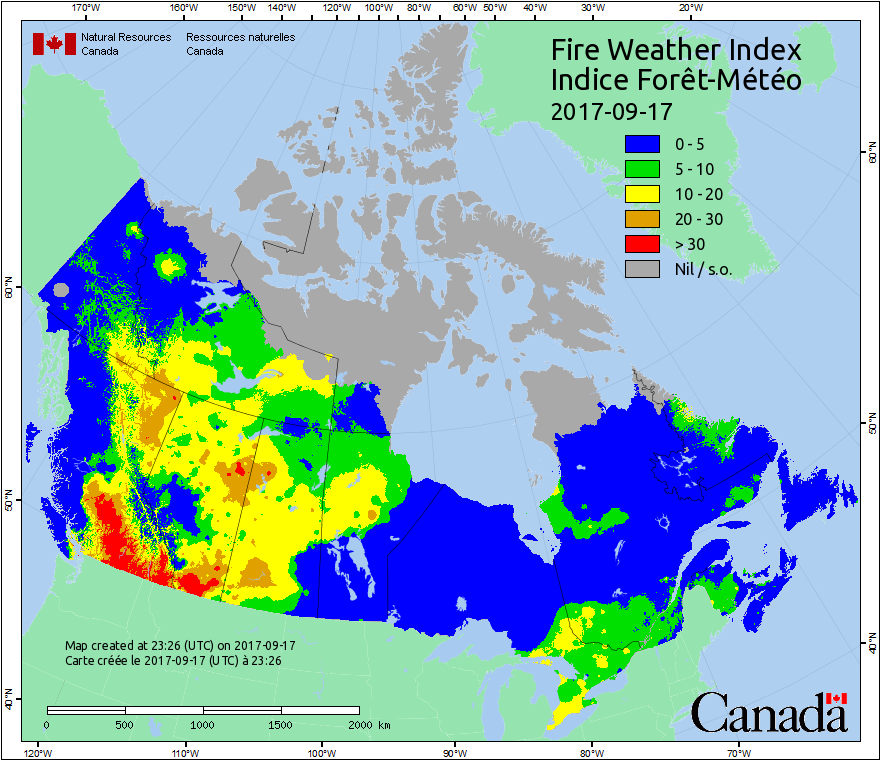 170°W 160°W 150°W 140°W 130°W 120°W 110°W 100°W 90°W 80°W 70°W 60°W 50°W 40°W 30°W 20°W
Natural Resources Canada
Ressources naturelles Canada
Fire Weather Index
Indice Forêt-Météo
2017-09-17
0 - 5
5 - 10
10 - 20
20 - 30
> 30
Nil / s.o.
60°N
60°N
50°N
50°N
40°N
40°N
Map created at 23:26 (UTC) on 2017-09-17
Carte créée le 2017-09-17 (UTC) à 23:26
0 500 1000 1500 2000 km
Canada
120°W 110°W 100°W 90°W 80°W 70°W